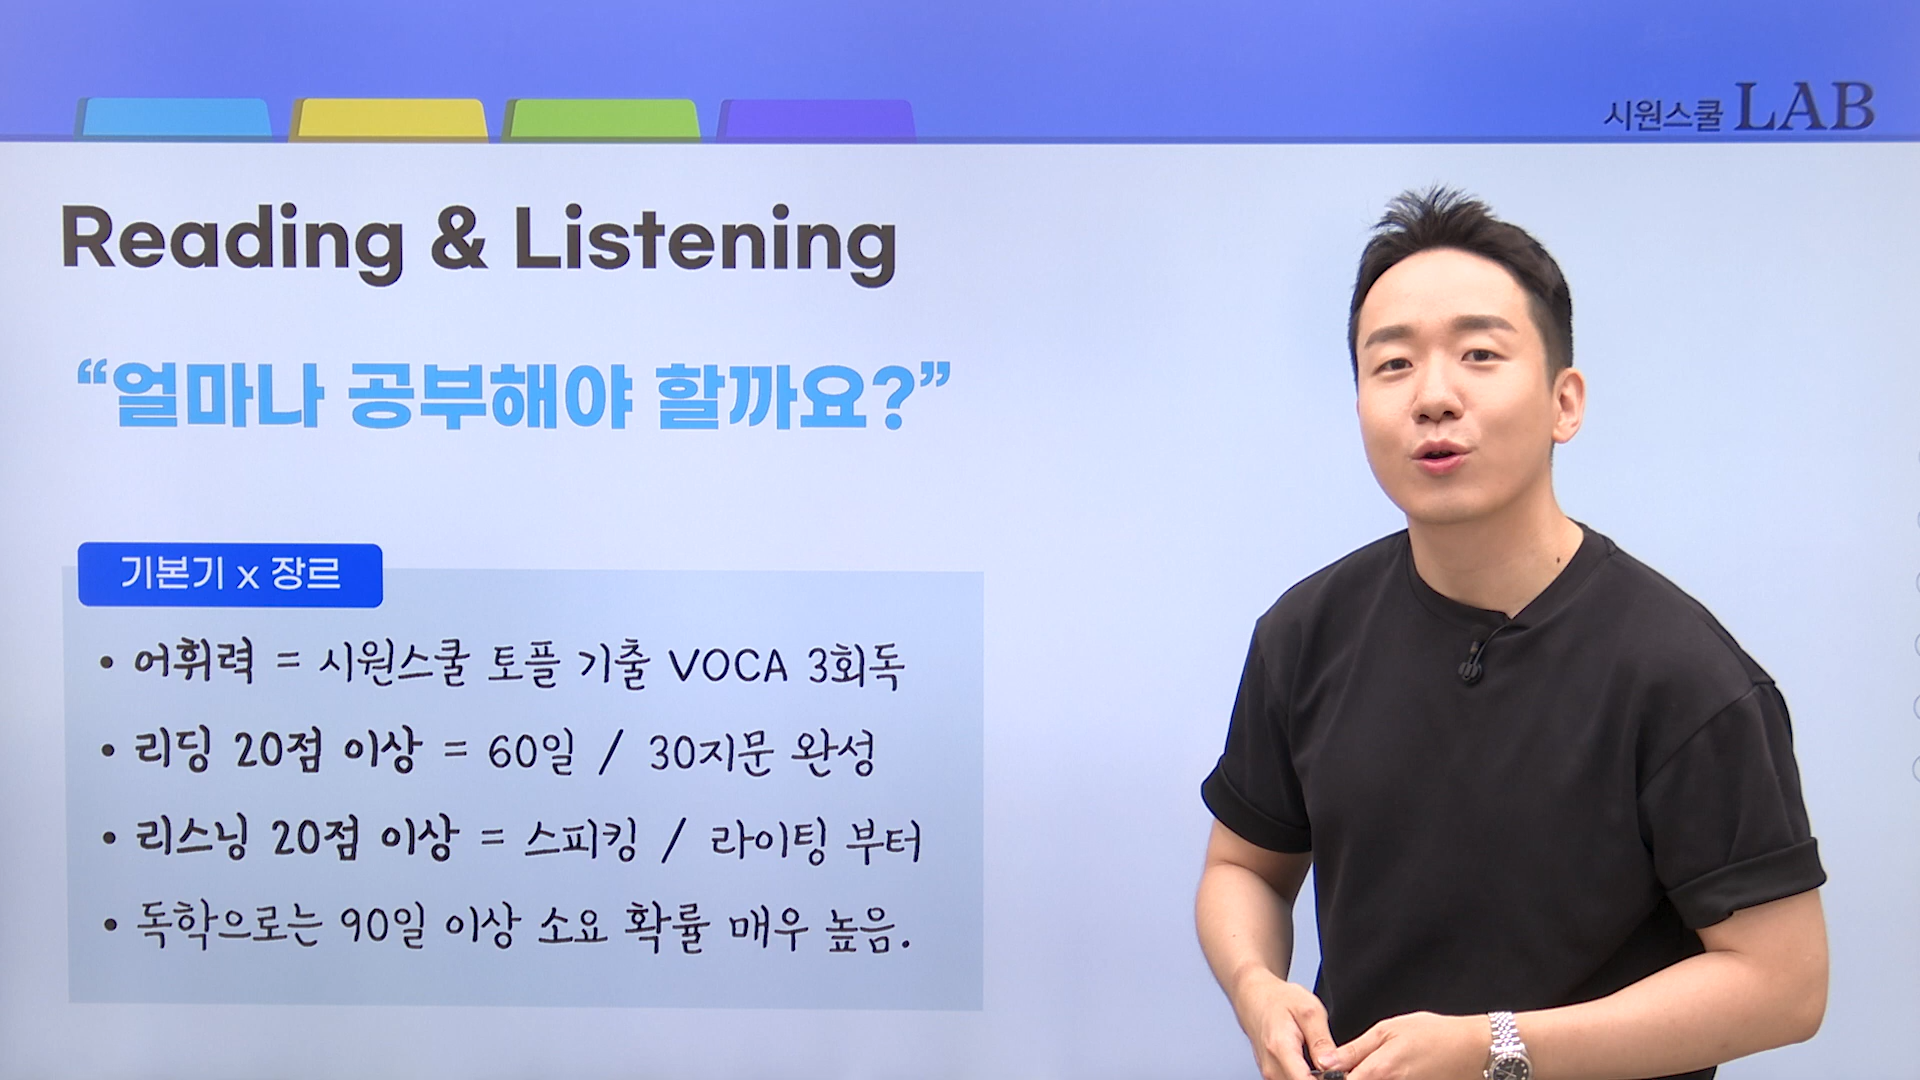 시원스쿨 LAB
Reading & Listening
“얼마나 공부해야 할까요?”
기본기 x 장르
• 어휘력 = 시원스쿨 토플 기출 VOCA 3회독
• 리딩 20점 이상 = 60일 / 30지문 완성
• 리스닝 20점 이상 = 스피킹 / 라이팅 부터
• 독학으로는 90일 이상 소요 확률 매우 높음.